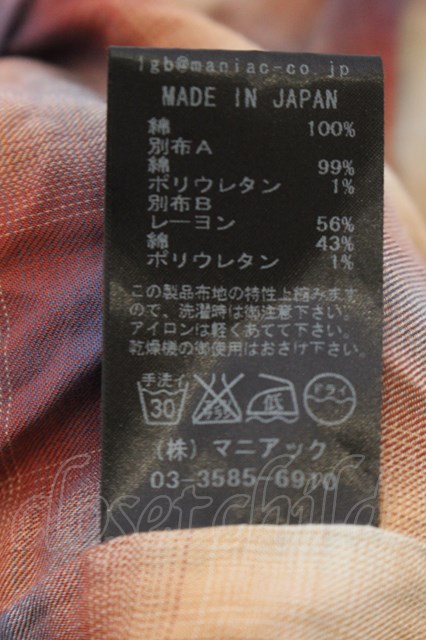 lgb@maniac-co jp
MADE IN JAPAN
綿 100%
別布A
綿 99%
ポリウレタン 1%
別布B
レーヨン 56%
綿 43%
ポリウレタン 1%
この製品布地の特性上縮みます
ので、洗濯時は御注意下さい。
アイロンは軽くあてて下さい。
乾燥機の御使用はおさけ下さい。
手洗イ 30 低 ドライ
(株) マニアック
03-3585-6910
closetchild